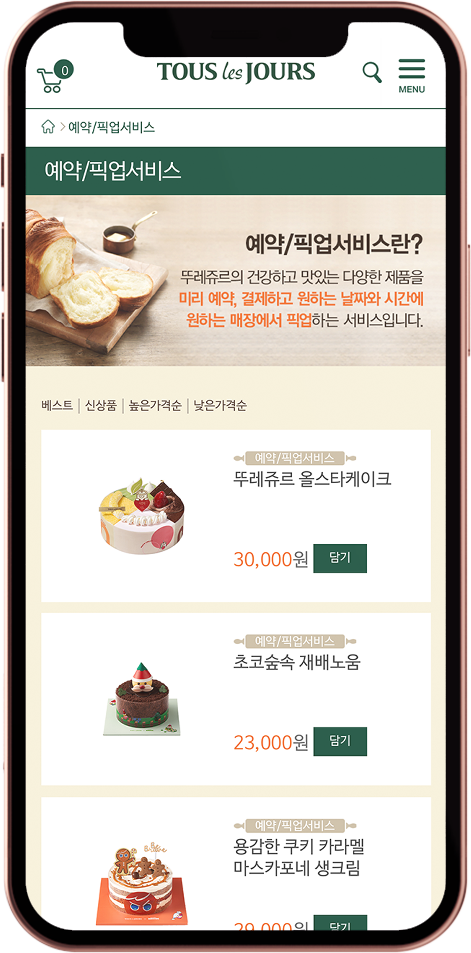 0
TOUS les JOURS
MENU
예약/픽업서비스
예약/픽업서비스
예약/픽업서비스란?
뚜레쥬르의 건강하고 맛있는 다양한 제품을
미리 예약, 결제하고 원하는 날짜와 시간에
원하는 매장에서 픽업하는 서비스입니다.
베스트 | 신상품 | 높은가격순 | 낮은가격순
예약/픽업서비스
뚜레쥬르 올스타케이크
30,000원 담기
예약/픽업서비스
초코숲속 재배노움
23,000원 담기
예약/픽업서비스
용감한 쿠키 카라멜
마스카포네 생크림
29,000원 담기